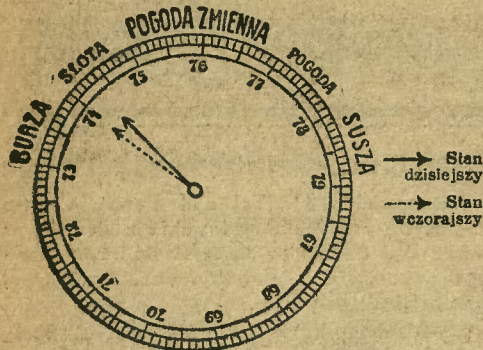 POGODA ZMIENNA
SŁOTA
POGODA
BURZA
SUSZA
76
75
77
74
78
73
79
72
67
71
68
70
69
Stan
dzisiejszy
Stan
wczorajszy